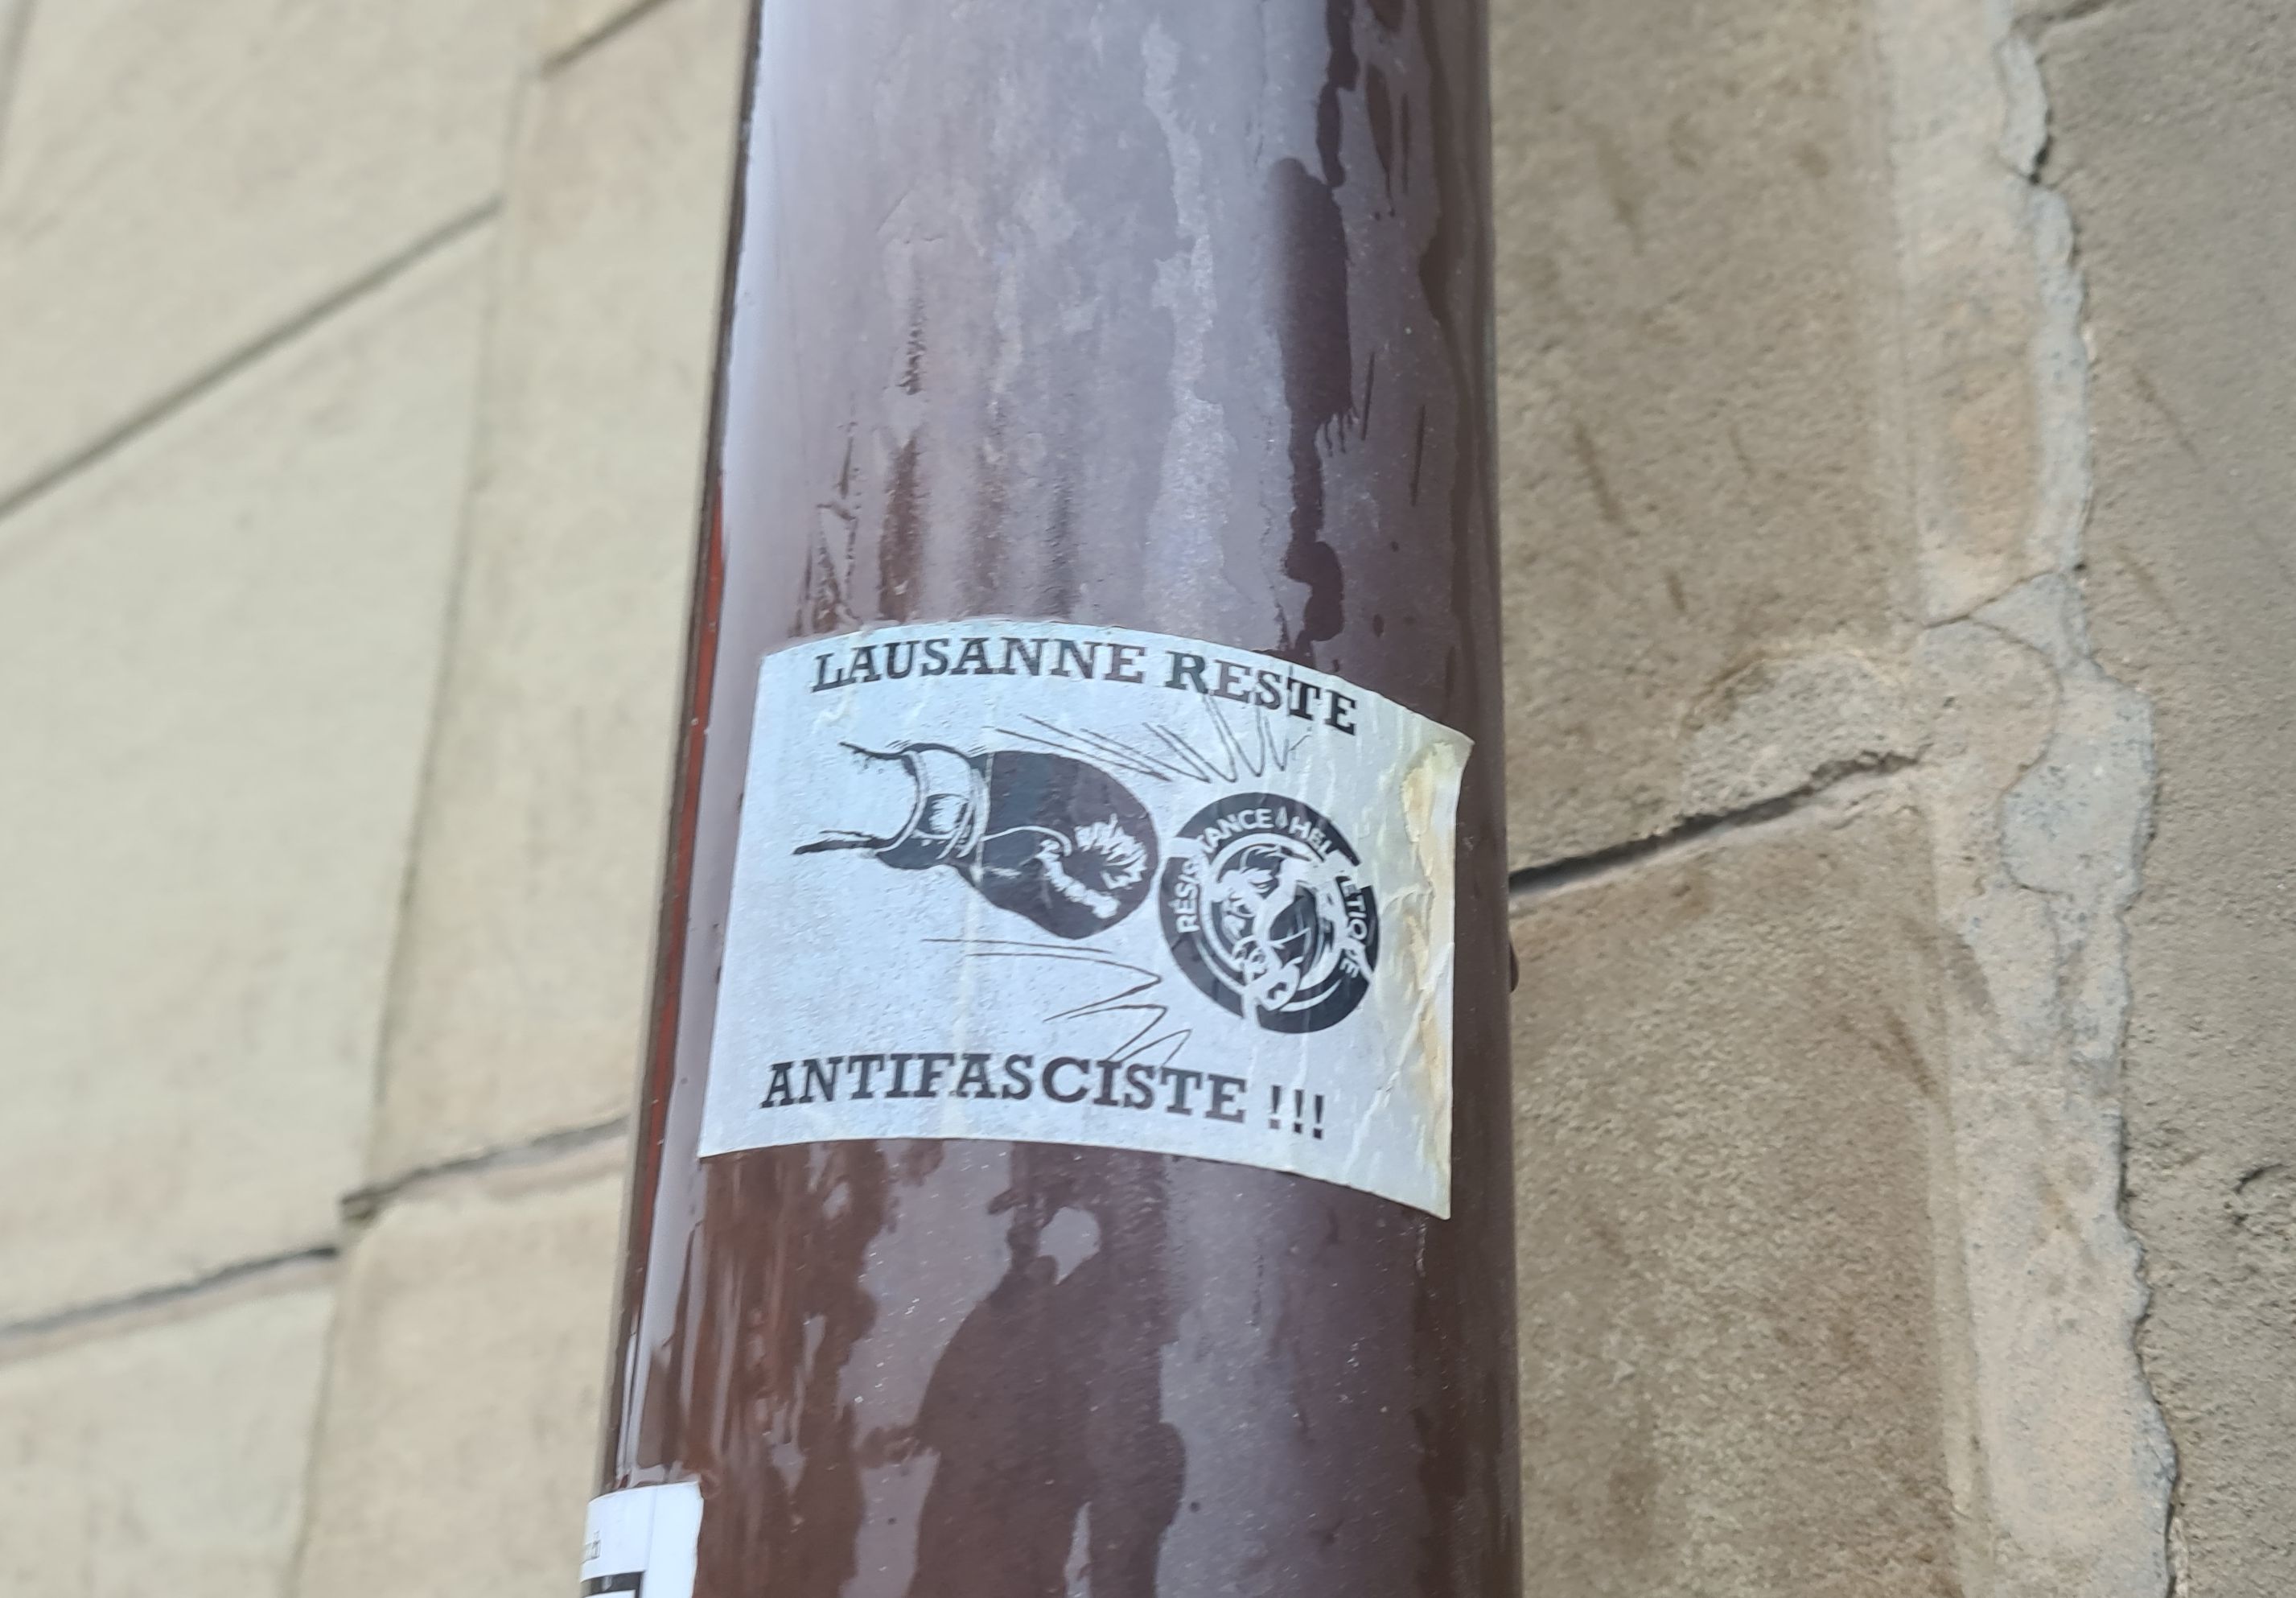 LAUSANNE RESTE
RÉSISTANCE HELVÉTIQUE
ANTIFASCISTE !!!